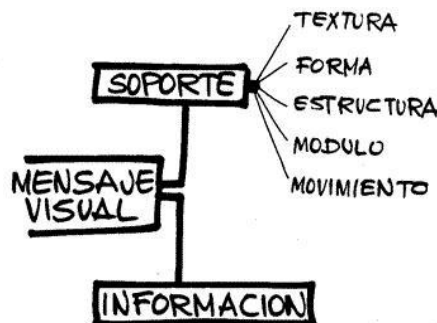 TEXTURA
FORMA
SOPORTE
ESTRUCTURA
MODULO
MOVIMIENTO
MENSAJE
VISUAL
INFORMACION